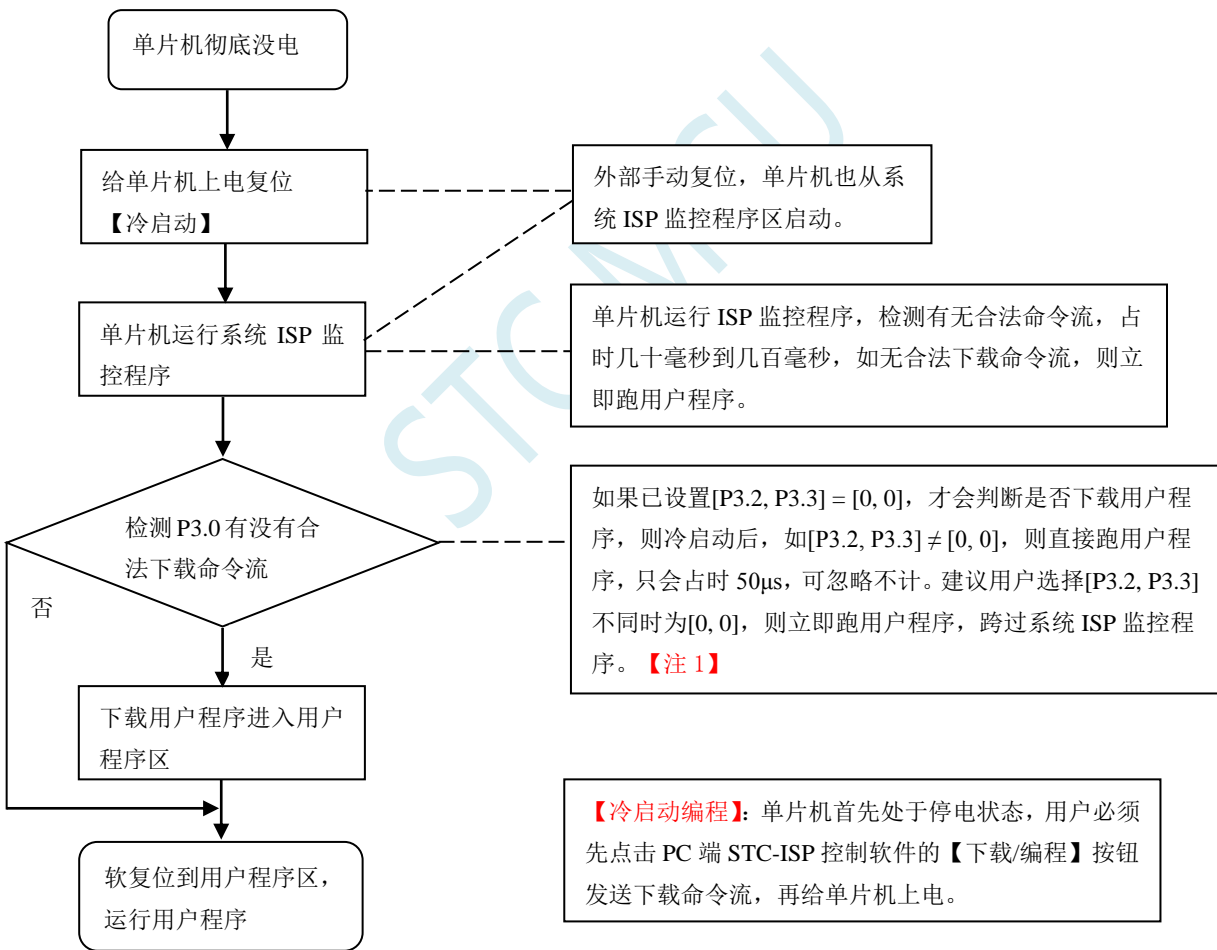 单片机彻底没电
给单片机上电复位
【冷启动】
外部手动复位，单片机也从系
统 ISP 监控程序区启动。
单片机运行系统 ISP 监
控程序
单片机运行 ISP 监控程序，检测有无合法命令流，占
时几十毫秒到几百毫秒，如无合法下载命令流，则立
即跑用户程序。
检测 P3.0 有没有合
法下载命令流
如果已设置[P3.2, P3.3] = [0, 0]，才会判断是否下载用户程
序，则冷启动后，如[P3.2, P3.3] ≠ [0, 0]，则直接跑用户程
序，只会占时 50μs，可忽略不计。建议用户选择[P3.2, P3.3]
不同时为[0, 0]，则立即跑用户程序，跨过系统 ISP 监控程
序。【注 1】
否
是
下载用户程序进入用户
程序区
【冷启动编程】：单片机首先处于停电状态，用户必须
先点击 PC 端 STC-ISP 控制软件的【下载/编程】按钮
发送下载命令流，再给单片机上电。
软复位到用户程序区，
运行用户程序
STC MCU